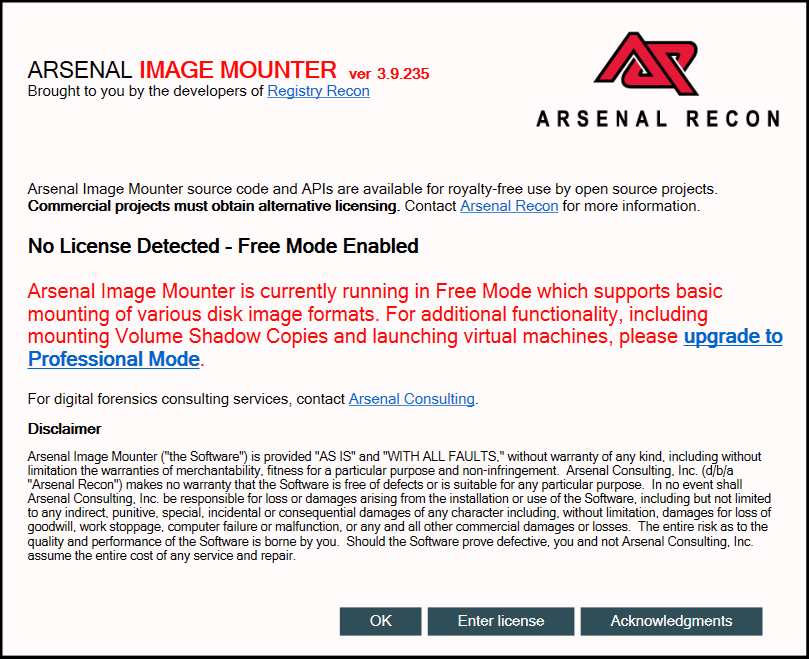 ARSENAL IMAGE MOUNTER ver 3.9.235
Brought to you by the developers of Registry Recon
ARSENAL RECON
Arsenal Image Mounter source code and APIs are available for royalty-free use by open source projects.
Commercial projects must obtain alternative licensing. Contact Arsenal Recon for more information.
No License Detected - Free Mode Enabled
Arsenal Image Mounter is currently running in Free Mode which supports basic
mounting of various disk image formats. For additional functionality, including
mounting Volume Shadow Copies and launching virtual machines, please upgrade to
Professional Mode.
For digital forensics consulting services, contact Arsenal Consulting.
Disclaimer
Arsenal Image Mounter ("the Software") is provided "AS IS" and "WITH ALL FAULTS," without warranty of any kind, including without
limitation the warranties of merchantability, fitness for a particular purpose and non-infringement. Arsenal Consulting, Inc. (d/b/a
"Arsenal Recon") makes no warranty that the Software is free of defects or is suitable for any particular purpose. In no event shall
Arsenal Consulting, Inc. be responsible for loss or damages arising from the installation or use of the Software, including but not limited
to any indirect, punitive, special, incidental or consequential damages of any character including, without limitation, damages for loss of
goodwill, work stoppage, computer failure or malfunction, or any and all other commercial damages or losses. The entire risk as to the
quality and performance of the Software is borne by you. Should the Software prove defective, you and not Arsenal Consulting, Inc.
assume the entire cost of any service and repair.
OK
Enter license
Acknowledgments